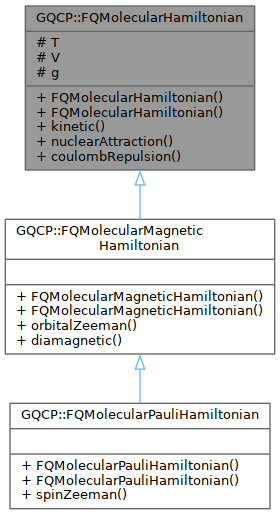 GQCP::FQMolecularHamiltonian
# T
# V
# g
+ FQMolecularHamiltonian()
+ FQMolecularHamiltonian()
+ kinetic()
+ nuclearAttraction()
+ coulombRepulsion()
GQCP::FQMolecularMagnetic
Hamiltonian
+ FQMolecularMagneticHamiltonian()
+ FQMolecularMagneticHamiltonian()
+ orbitalZeeman()
+ diamagnetic()
GQCP::FQMolecularPauliHamiltonian
+ FQMolecularPauliHamiltonian()
+ FQMolecularPauliHamiltonian()
+ spinZeeman()